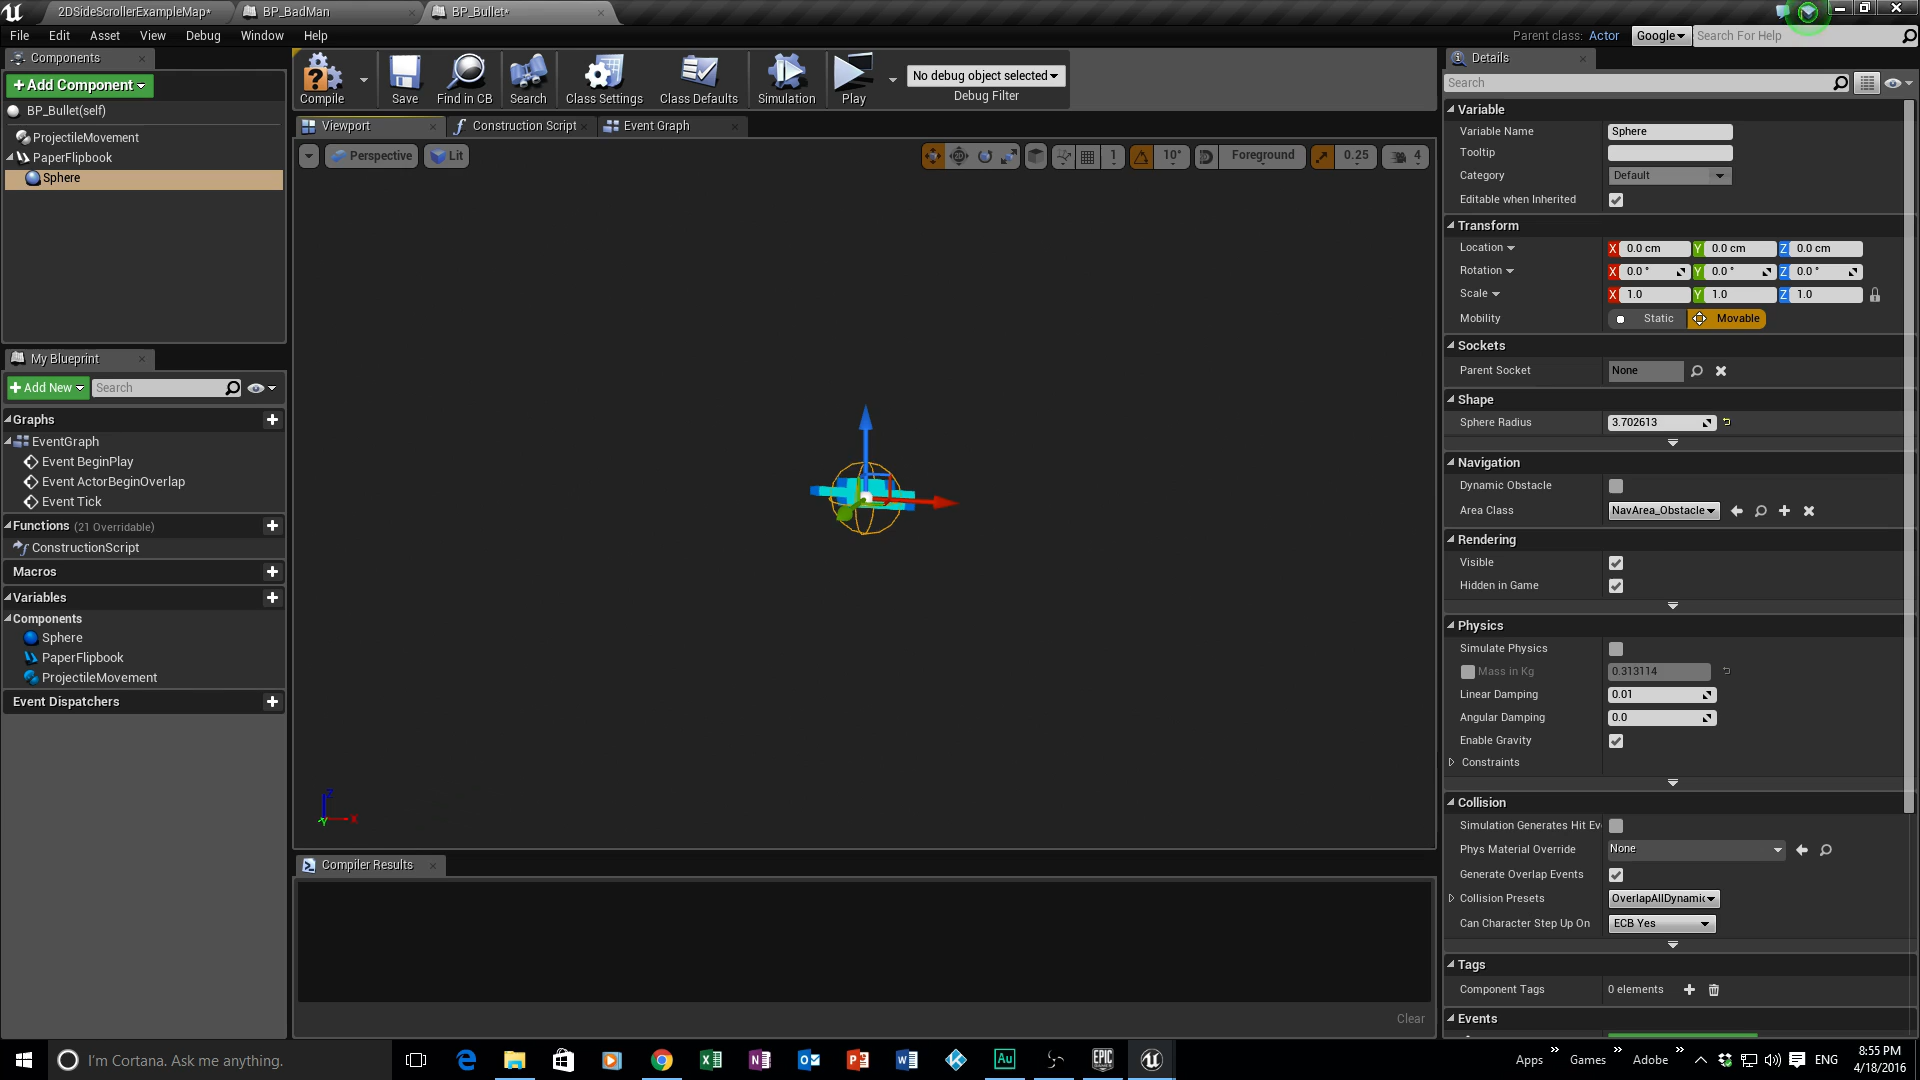 2DSideScrollerExampleMap*
BP_BadMan
BP_Bullet*
File
Edit
Asset
View
Debug
Window
Help
Parent class: Actor
Google
Search For Help
Components
+Add Component
BP_Bullet(self)
ProjectileMovement
PaperFlipbook
Sphere
Compile
Save
Find in CB
Search
Class Settings
Class Defaults
Simulation
Play
No debug object selected
Debug Filter
Viewport
Construction Script
Event Graph
Perspective
Lit
1
10°
Foreground
0.25
4
My Blueprint
+Add New
Search
Graphs
EventGraph
Event BeginPlay
Event ActorBeginOverlap
Event Tick
Functions (21 Overridable)
ConstructionScript
Macros
Variables
Components
Sphere
PaperFlipbook
ProjectileMovement
Event Dispatchers
Z
Y
X
Compiler Results
Clear
Details
Search
Variable
Variable Name
Sphere
Tooltip
Category
Default
Editable when Inherited
Transform
Location
X 0.0 cm Y 0.0 cm Z 0.0 cm
Rotation
X 0.0 ° Y 0.0 ° Z 0.0 °
Scale
X 1.0 Y 1.0 Z 1.0
Mobility
Static
Movable
Sockets
Parent Socket
None
Shape
Sphere Radius
3.702613
Navigation
Dynamic Obstacle
Area Class
NavArea_Obstacle
Rendering
Visible
Hidden in Game
Physics
Simulate Physics
Mass in Kg
0.313114
Linear Damping
0.01
Angular Damping
0.0
Enable Gravity
Constraints
Collision
Simulation Generates Hit Ev
Phys Material Override
None
Generate Overlap Events
Collision Presets
OverlapAllDynamic
Can Character Step Up On
ECB Yes
Tags
Component Tags
0 elements
Events
I'm Cortana. Ask me anything.
Au
EPIC
Apps
Games
Adobe
ENG
8:55 PM
4/18/2016